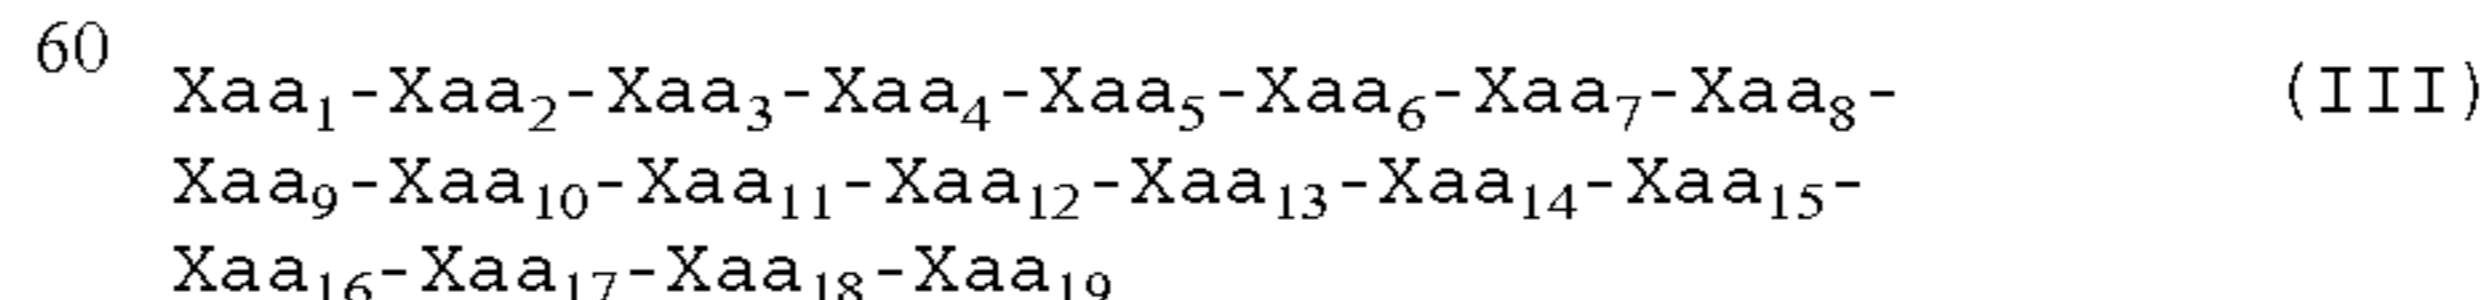 60
Xaa₁-Xaa₂-Xaa₃-Xaa₄-Xaa₅-Xaa₆-Xaa₇-Xaa₈- (III)
Xaa₉-Xaa₁₀-Xaa₁₁-Xaa₁₂-Xaa₁₃-Xaa₁₄-Xaa₁₅-
Xaa₁₆-Xaa₁₇-Xaa₁₈-Xaa₁₉